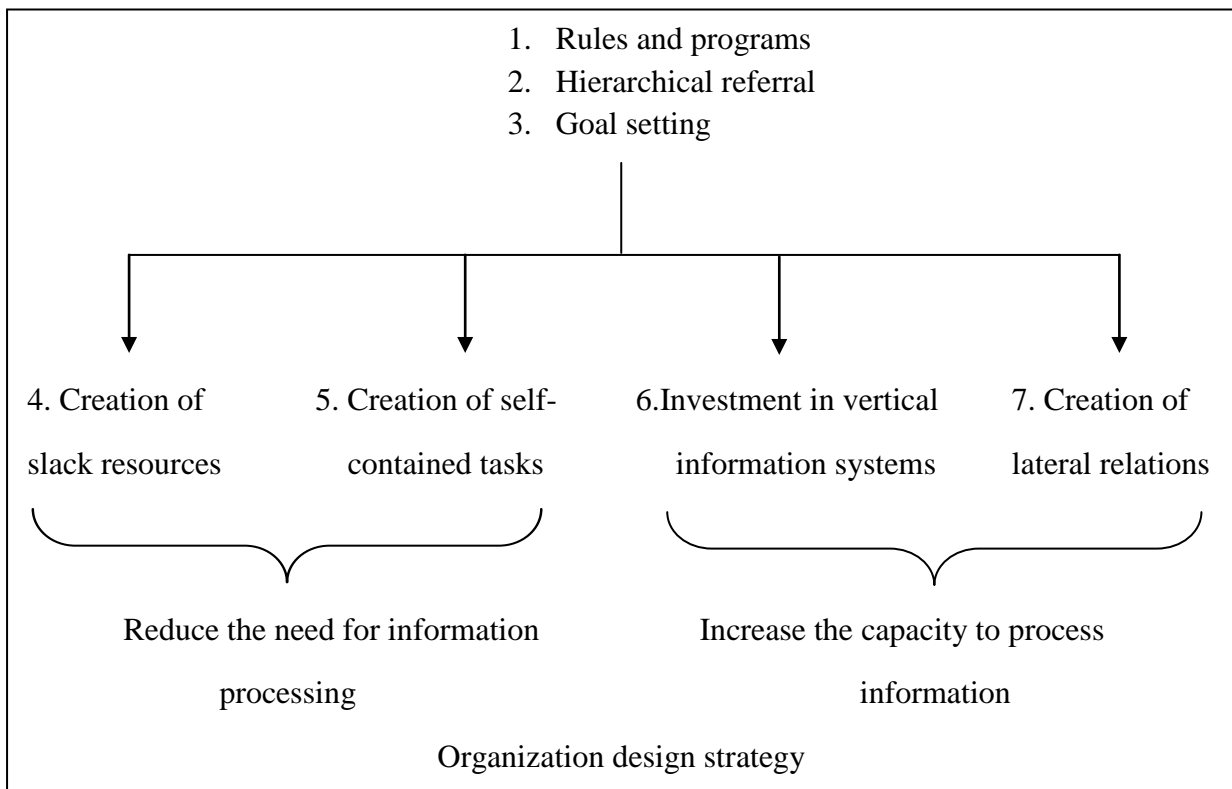 1. Rules and programs
2. Hierarchical referral
3. Goal setting
4. Creation of
slack resources
5. Creation of self-
contained tasks
6.Investment in vertical
information systems
7. Creation of
lateral relations
Reduce the need for information
processing
Increase the capacity to process
information
Organization design strategy